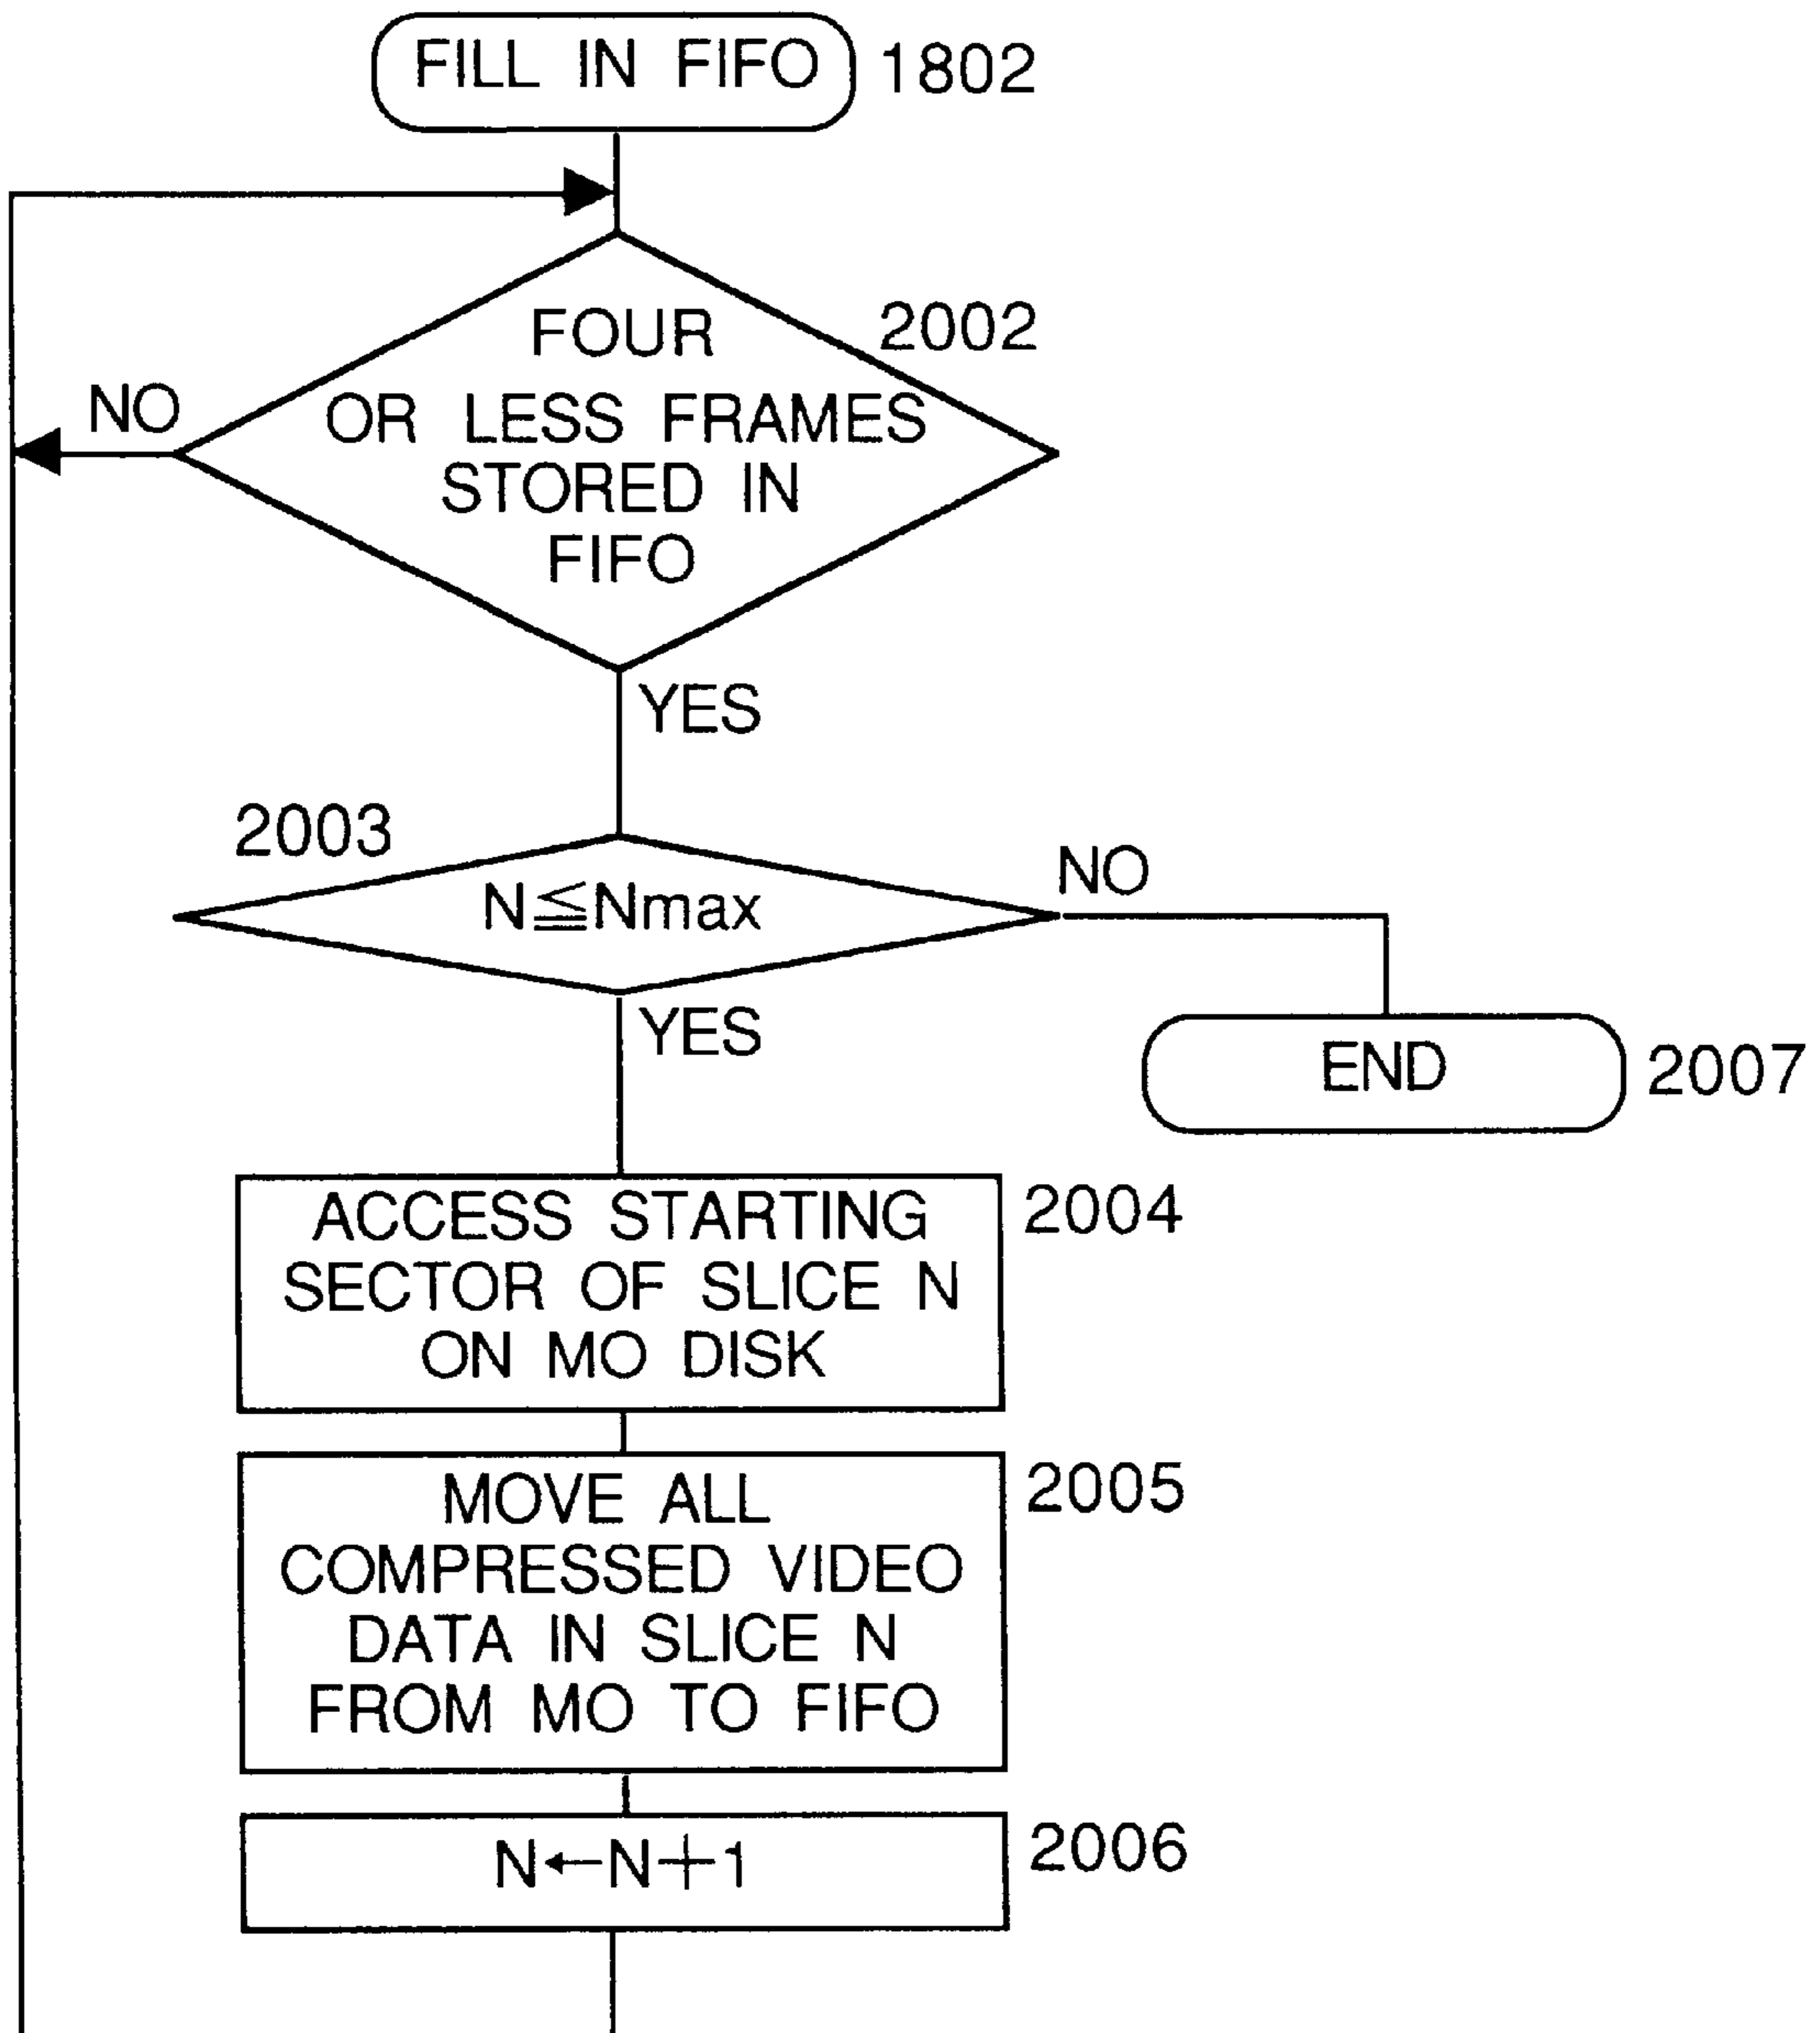 FILL IN FIFO 1802
FOUR 2002
NO OR LESS FRAMES
STORED IN
FIFO
YES
2003
N≦Nmax NO
YES
END 2007
ACCESS STARTING 2004
SECTOR OF SLICE N
ON MO DISK
MOVE ALL 2005
COMPRESSED VIDEO
DATA IN SLICE N
FROM MO TO FIFO
N←N+1 2006